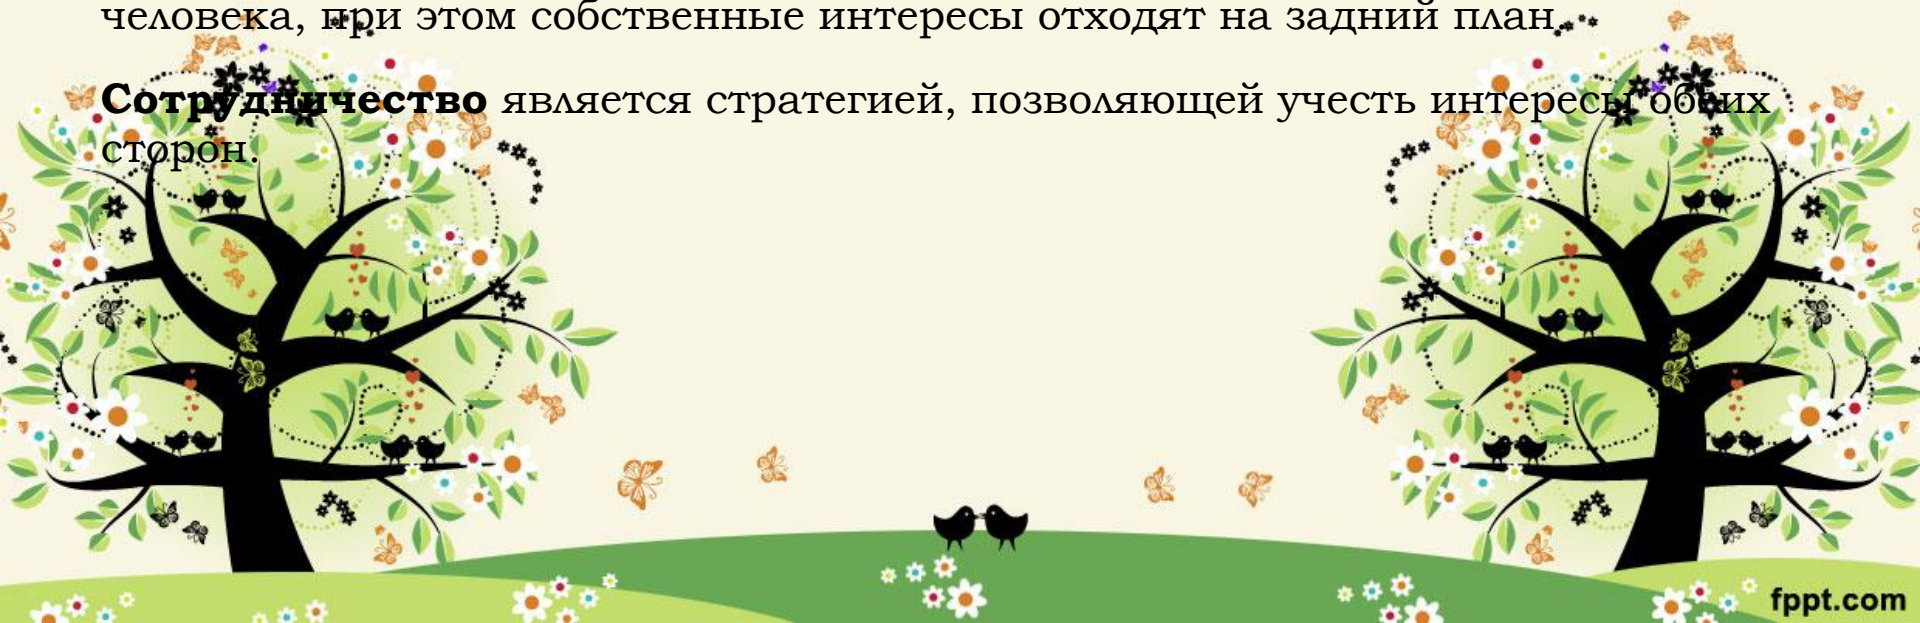 человека, при этом собственные интересы отходят на задний план.
Сотрудничество является стратегией, позволяющей учесть интересы обеих
сторон.
fppt.com